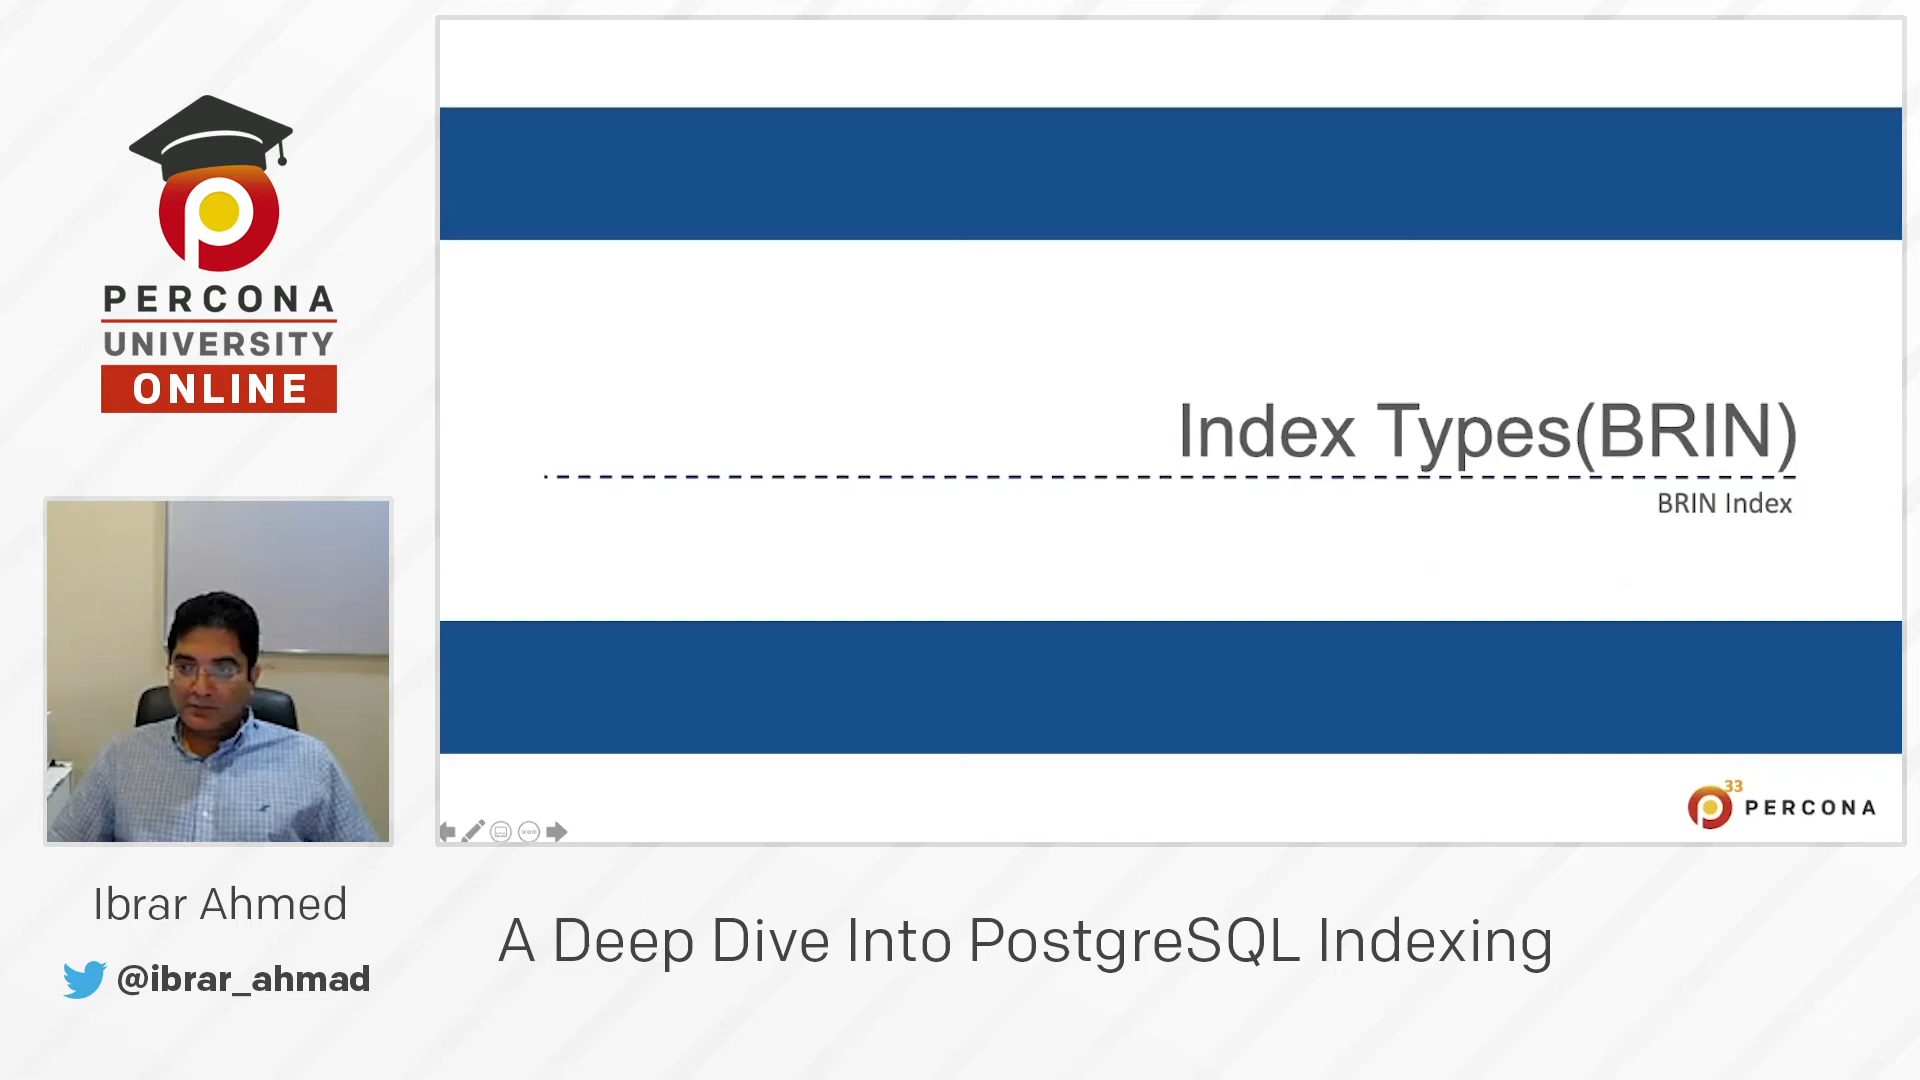 PERCONA
UNIVERSITY
ONLINE
Index Types(BRIN)
BRIN Index
33
PERCONA
Ibrar Ahmed
@ibrar_ahmad
A Deep Dive Into PostgreSQL Indexing